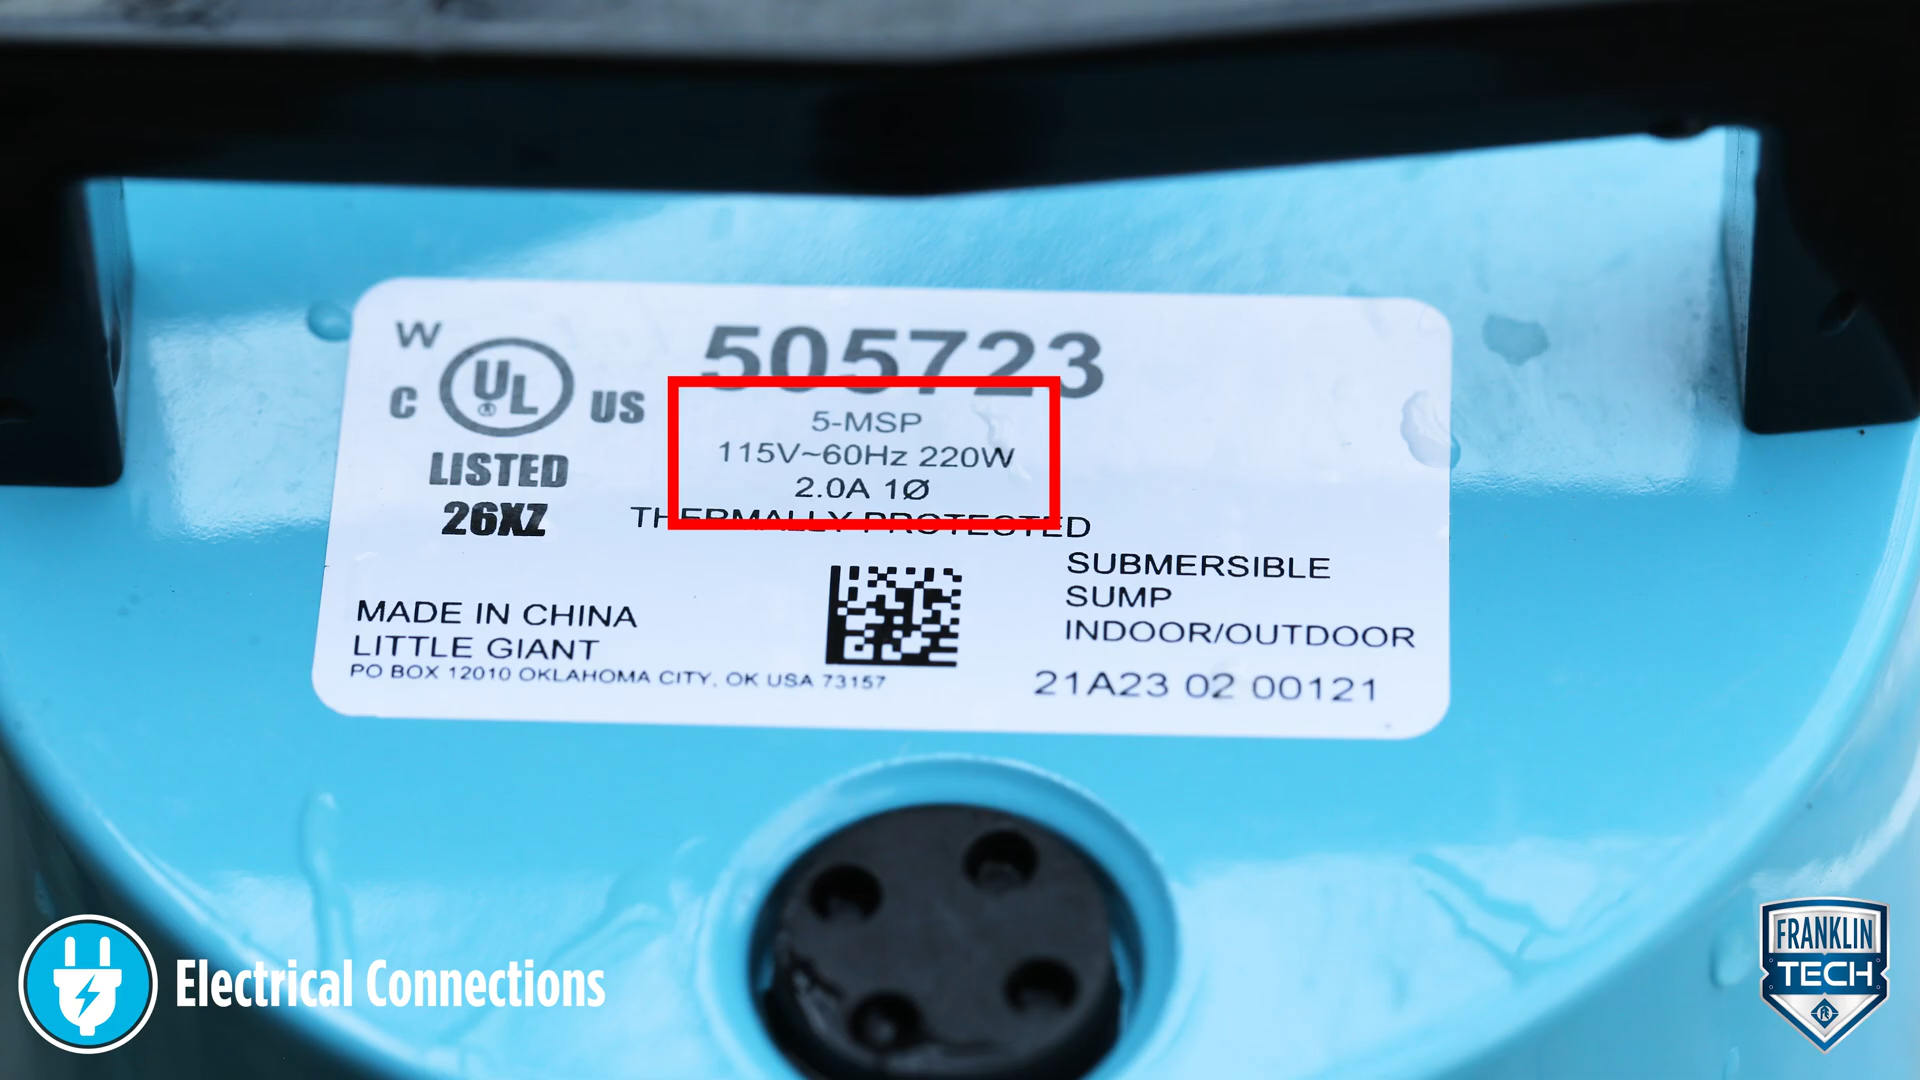 505723
W
C UL US
®
LISTED
26XZ
5-MSP
115V~60Hz 220W
2.0A 1Ø
THERMALLY PROTECTED
SUBMERSIBLE
SUMP
INDOOR/OUTDOOR
MADE IN CHINA
LITTLE GIANT
PO BOX 12010 OKLAHOMA CITY, OK USA 73157
21A23 02 00121
Electrical Connections
FRANKLIN
TECH